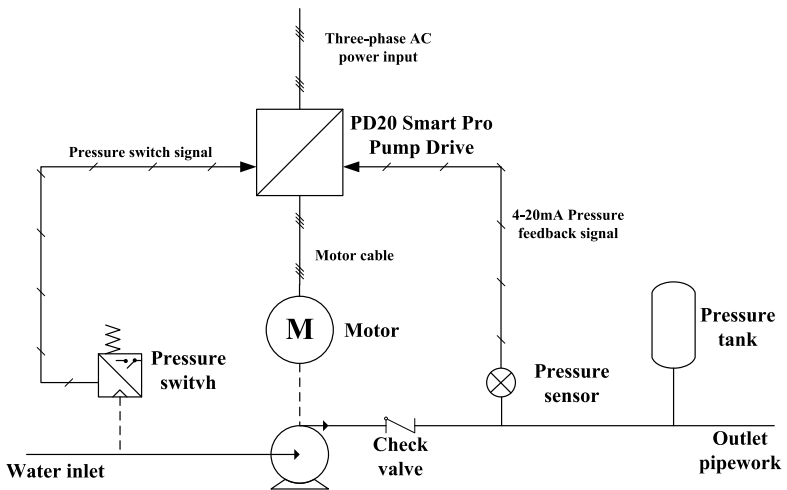 Three-phase AC
power input
PD20 Smart Pro
Pump Drive
Pressure switch signal
4-20mA Pressure
feedback signal
Motor cable
M
Motor
Pressure
tank
Pressure
switvh
Pressure
sensor
Check
valve
Water inlet
Outlet
pipework